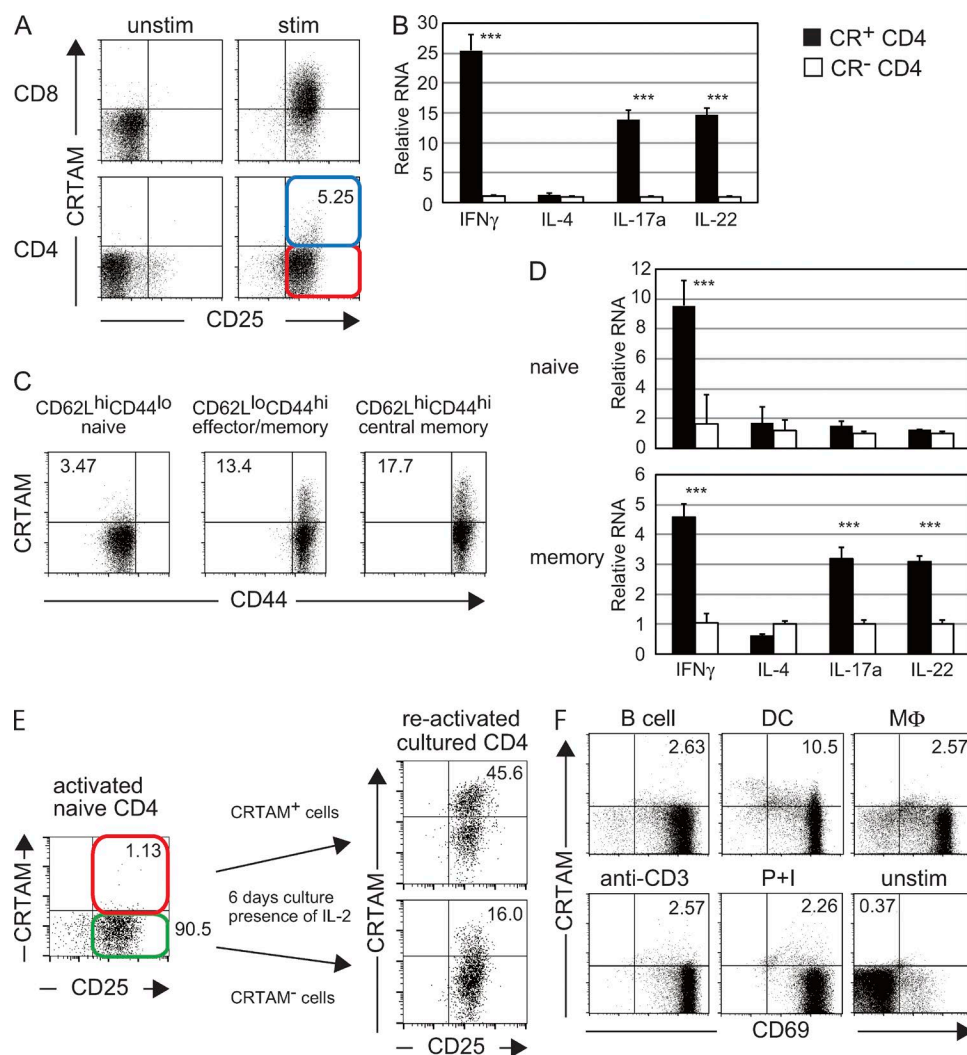 A
unstim
stim
CD8
CRTAM
CD4
5.25
CD25
B
Relative RNA
30
25
20
15
10
5
0
***
***
***
IFNγ
IL-4
IL-17a
IL-22
CR+ CD4
CR- CD4
C
CD62LhiCD44lo
naive
CD62LloCD44hi
effector/memory
CD62LhiCD44hi
central memory
3.47
13.4
17.7
CRTAM
CD44
D
naive
Relative RNA
12
10
8
6
4
2
0
***
memory
Relative RNA
6
5
4
3
2
1
0
***
***
***
IFNγ
IL-4
IL-17a
IL-22
E
activated
naive CD4
1.13
90.5
CRTAM
CD25
CRTAM+ cells
6 days culture
presence of IL-2
CRTAM- cells
re-activated
cultured CD4
45.6
16.0
CRTAM
CD25
F
B cell
DC
MΦ
2.63
10.5
2.57
anti-CD3
P+I
unstim
2.57
2.26
0.37
CRTAM
CD69